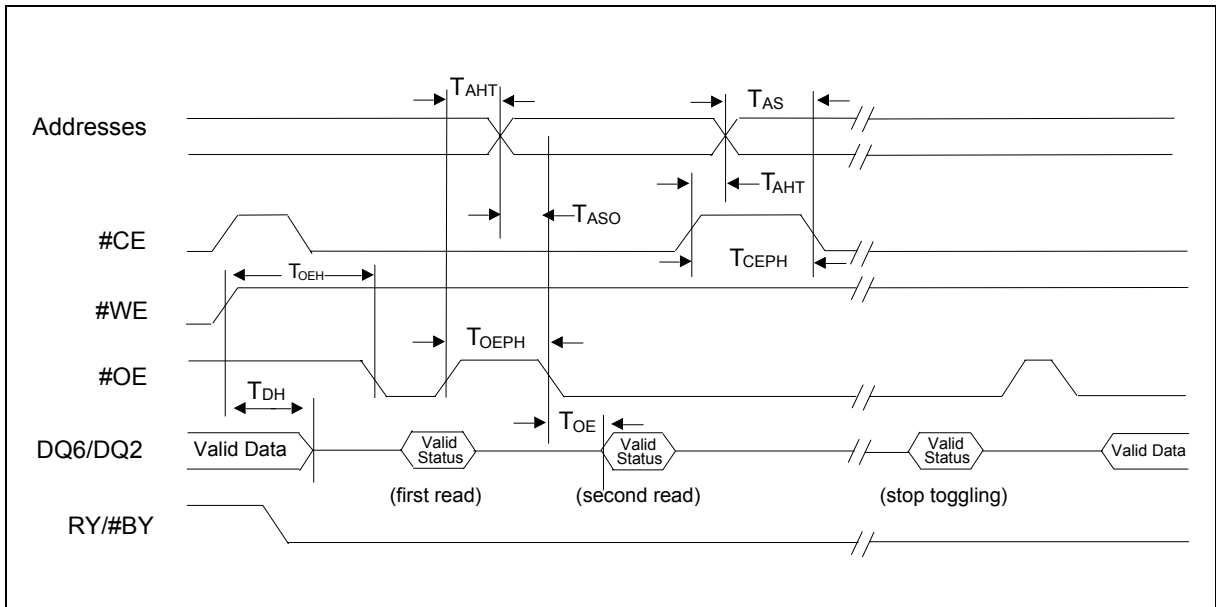 TAHT
TAS
Addresses
TAHT
TASO
#CE
TCEPH
TOEH
#WE
TOEPH
#OE
TDH
TOE
DQ6/DQ2
Valid Data
Valid
Status
Valid
Status
Valid
Status
Valid Data
(first read)
(second read)
(stop toggling)
RY/#BY